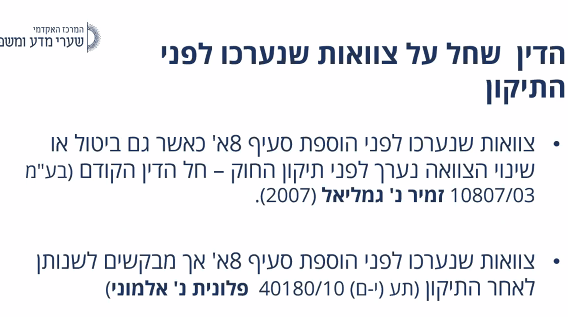 המרכז האקדמי
שערי מדע ומשפ
הדין שחל על צוואות שנערכו לפני
התיקון
• צוואות שנערכו לפני הוספת סעיף 8א' כאשר גם ביטול או
שינוי הצוואה נערך לפני תיקון החוק – חל הדין הקודם (בע"מ
10807/03 זמיר נ' גמליאל (2007).
• צוואות שנערכו לפני הוספת סעיף 8א' אך מבקשים לשנותן
לאחר התיקון (תע (י-ם) 40180/10 פלונית נ' אלמוני)